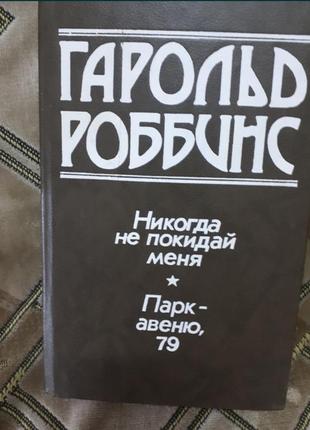 ГАРОЛЬД
РОББИНС
Никогда
не покидай
меня
★
Парк-
авеню,
79